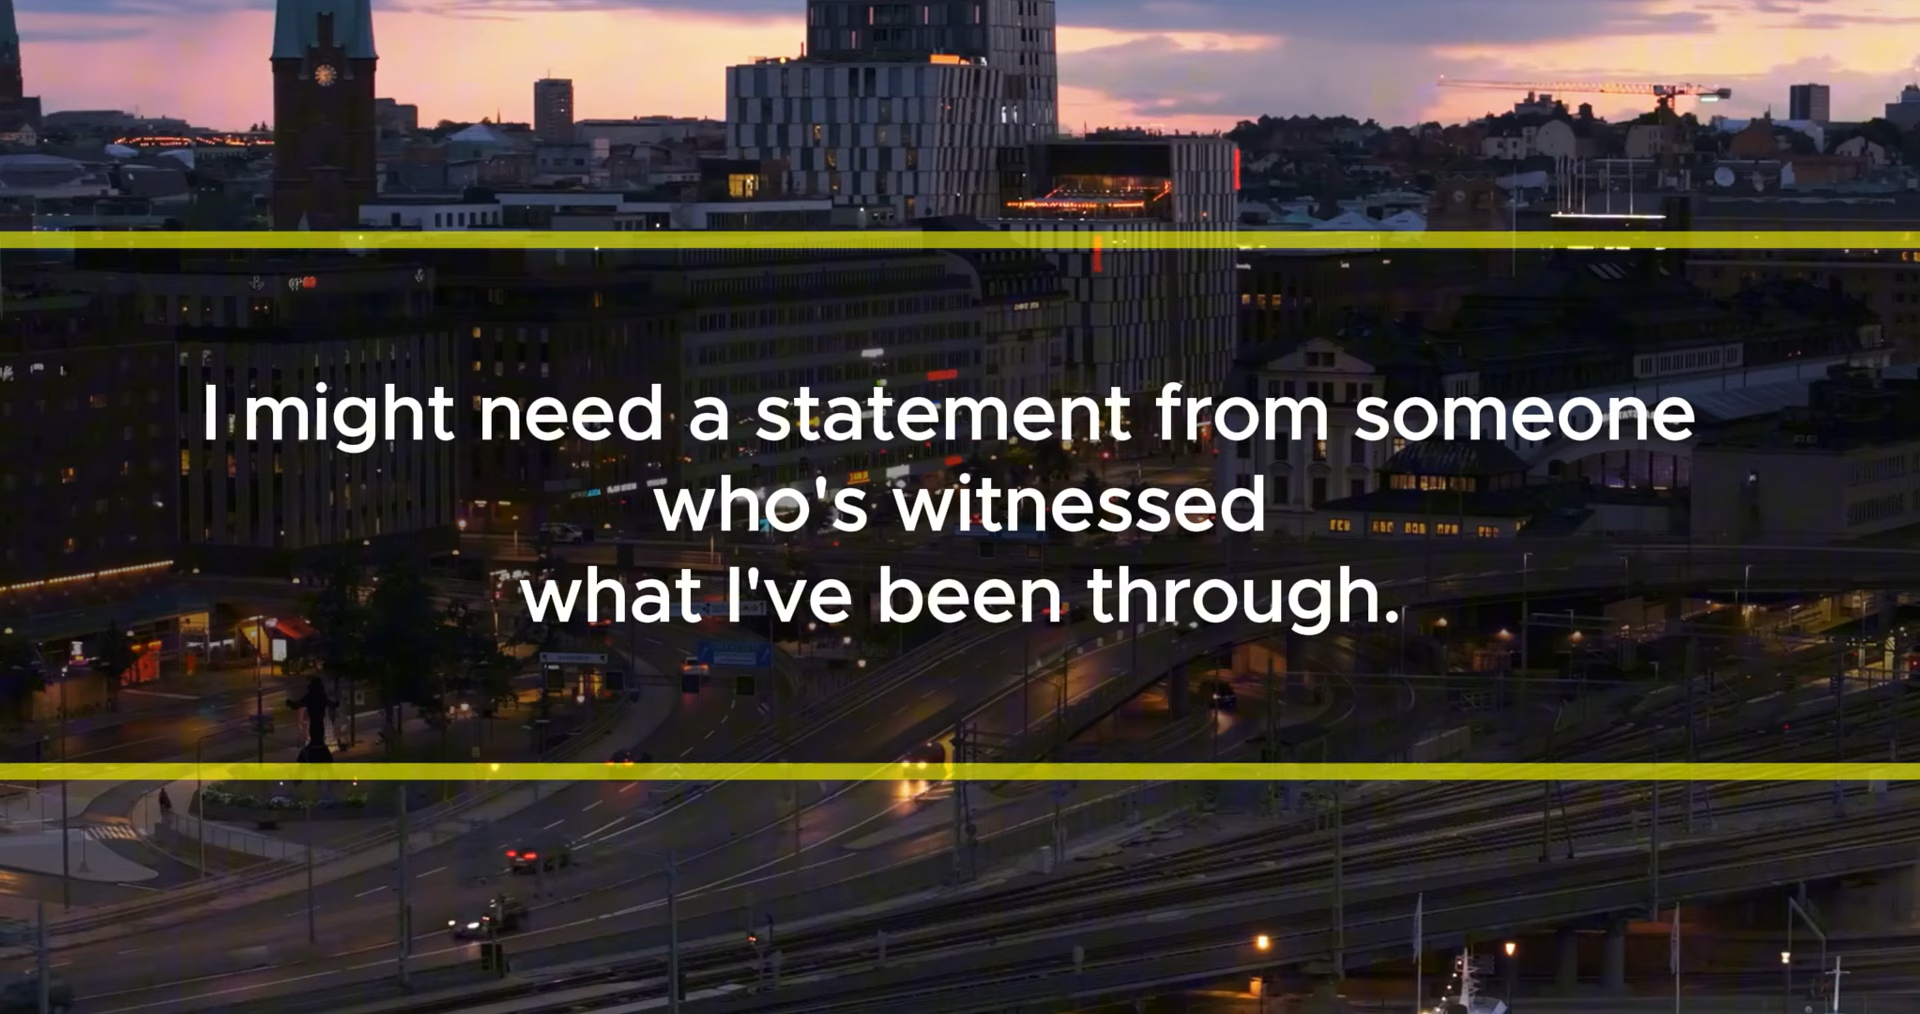 I might need a statement from someone
who's witnessed
what I've been through.